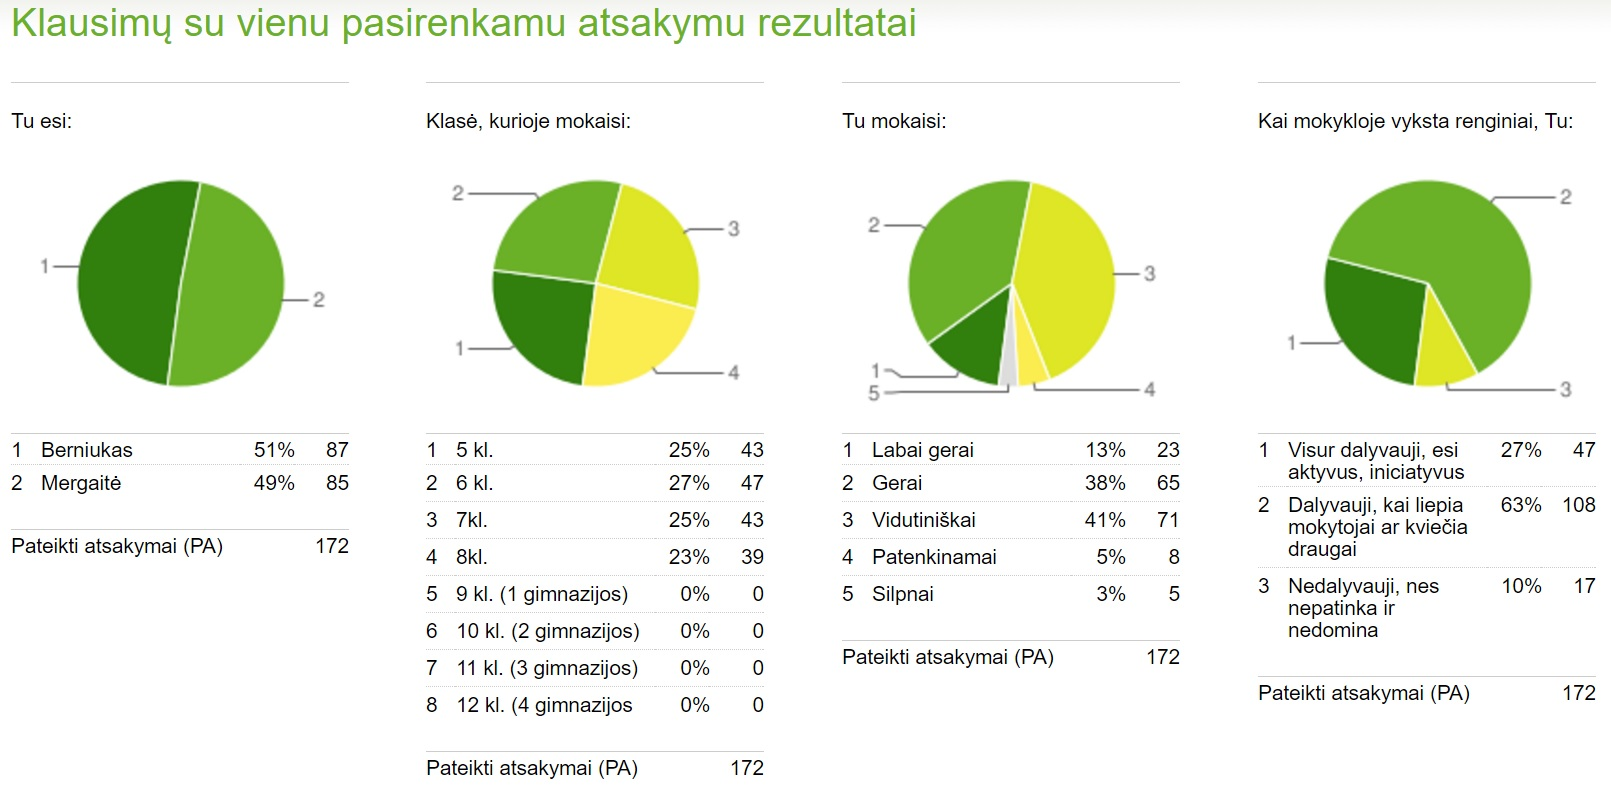 Klausimų su vienu pasirenkamu atsakymu rezultatai
Tu esi:
1
2
1 Berniukas 51% 87
2 Mergaitė 49% 85
Pateikti atsakymai (PA) 172
Klasė, kurioje mokaisi:
2
3
1
4
1 5 kl. 25% 43
2 6 kl. 27% 47
3 7kl. 25% 43
4 8kl. 23% 39
5 9 kl. (1 gimnazijos) 0% 0
6 10 kl. (2 gimnazijos) 0% 0
7 11 kl. (3 gimnazijos) 0% 0
8 12 kl. (4 gimnazijos 0% 0
Pateikti atsakymai (PA) 172
Tu mokaisi:
2
3
1
5
4
1 Labai gerai 13% 23
2 Gerai 38% 65
3 Vidutiniškai 41% 71
4 Patenkinamai 5% 8
5 Silpnai 3% 5
Pateikti atsakymai (PA) 172
Kai mokykloje vyksta renginiai, Tu:
2
1
3
1 Visur dalyvauji, esi 27% 47
aktyvus, iniciatyvus
2 Dalyvauji, kai liepia 63% 108
mokytojai ar kviečia
draugai
3 Nedalyvauji, nes 10% 17
nepatinka ir
nedomina
Pateikti atsakymai (PA) 172